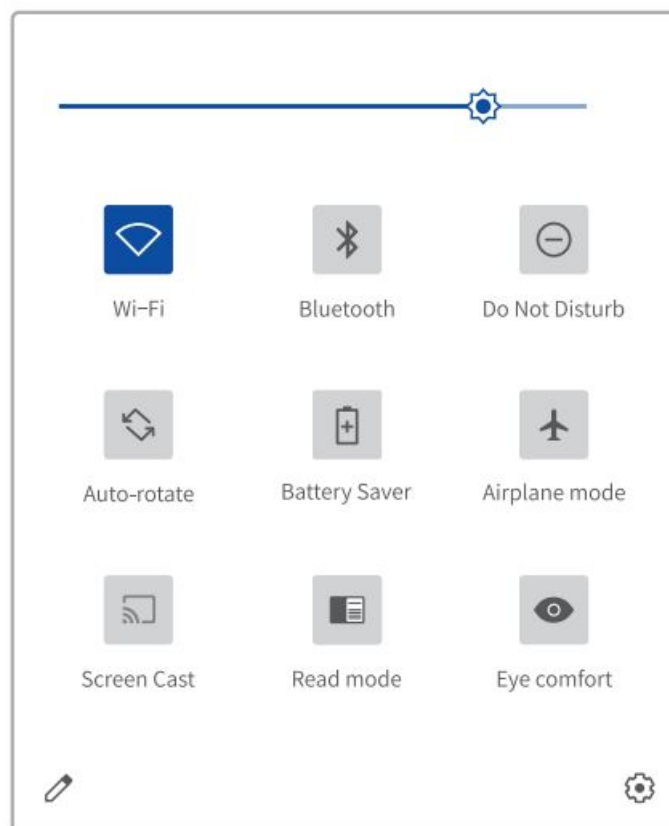 Wi-Fi Bluetooth Do Not Disturb
Auto-rotate Battery Saver Airplane mode
Screen Cast Read mode Eye comfort